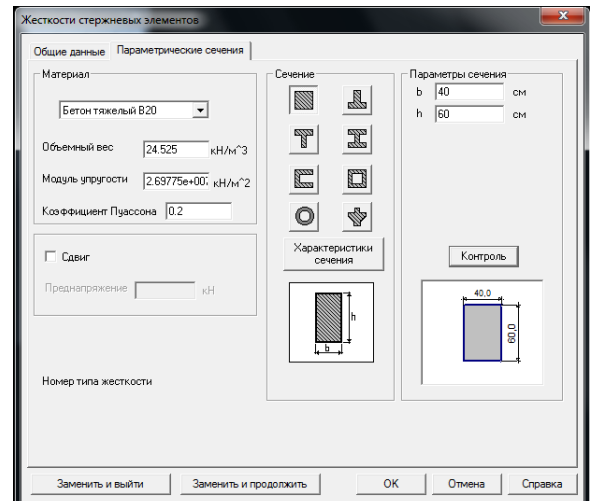 Жесткости стержневых элементов
Общие данные Параметрические сечения
Материал
Бетон тяжелый B20
Объемный вес 24.525 кН/м^3
Модуль упругости 2.69775e+00 кН/м^2
Коэффициент Пуассона 0.2
Сдвиг
Преднапряжение кН
Номер типа жесткости
Сечение
Характеристики
сечения
h
b
Параметры сечения
b 40 см
h 60 см
Контроль
40,0
60,0
Заменить и выйти Заменить и продолжить OK Отмена Справка